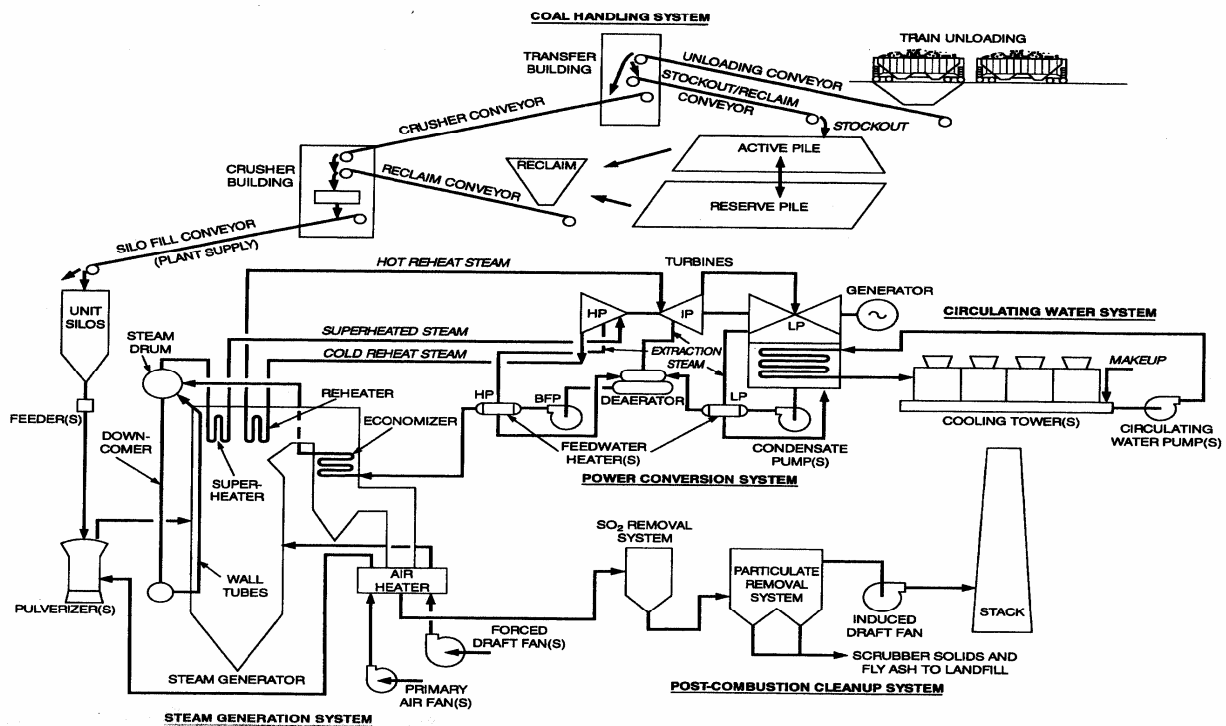 COAL HANDLING SYSTEM
TRAIN UNLOADING
TRANSFER
BUILDING
UNLOADING CONVEYOR
STOCKOUT/RECLAIM
CONVEYOR
STOCKOUT
CRUSHER CONVEYOR
ACTIVE PILE
RECLAIM
RESERVE PILE
CRUSHER
BUILDING
RECLAIM CONVEYOR
SILO FILL CONVEYOR
(PLANT SUPPLY)
HOT REHEAT STEAM
TURBINES
GENERATOR
UNIT
SILOS
HP
IP
LP
CIRCULATING WATER SYSTEM
STEAM
DRUM
SUPERHEATED STEAM
COLD REHEAT STEAM
EXTRACTION
STEAM
MAKEUP
REHEATER
HP
BFP
DEAERATOR
LP
FEEDER(S)
ECONOMIZER
COOLING TOWER(S)
CIRCULATING
WATER PUMP(S)
DOWN-
COMER
FEEDWATER
HEATER(S)
CONDENSATE
PUMP(S)
SUPER-
HEATER
POWER CONVERSION SYSTEM
SO2 REMOVAL
SYSTEM
WALL
TUBES
AIR
HEATER
PARTICULATE
REMOVAL
SYSTEM
PULVERIZER(S)
STACK
INDUCED
DRAFT FAN
FORCED
DRAFT FAN(S)
SCRUBBER SOLIDS AND
FLY ASH TO LANDFILL
STEAM GENERATOR
PRIMARY
AIR FAN(S)
POST-COMBUSTION CLEANUP SYSTEM
STEAM GENERATION SYSTEM